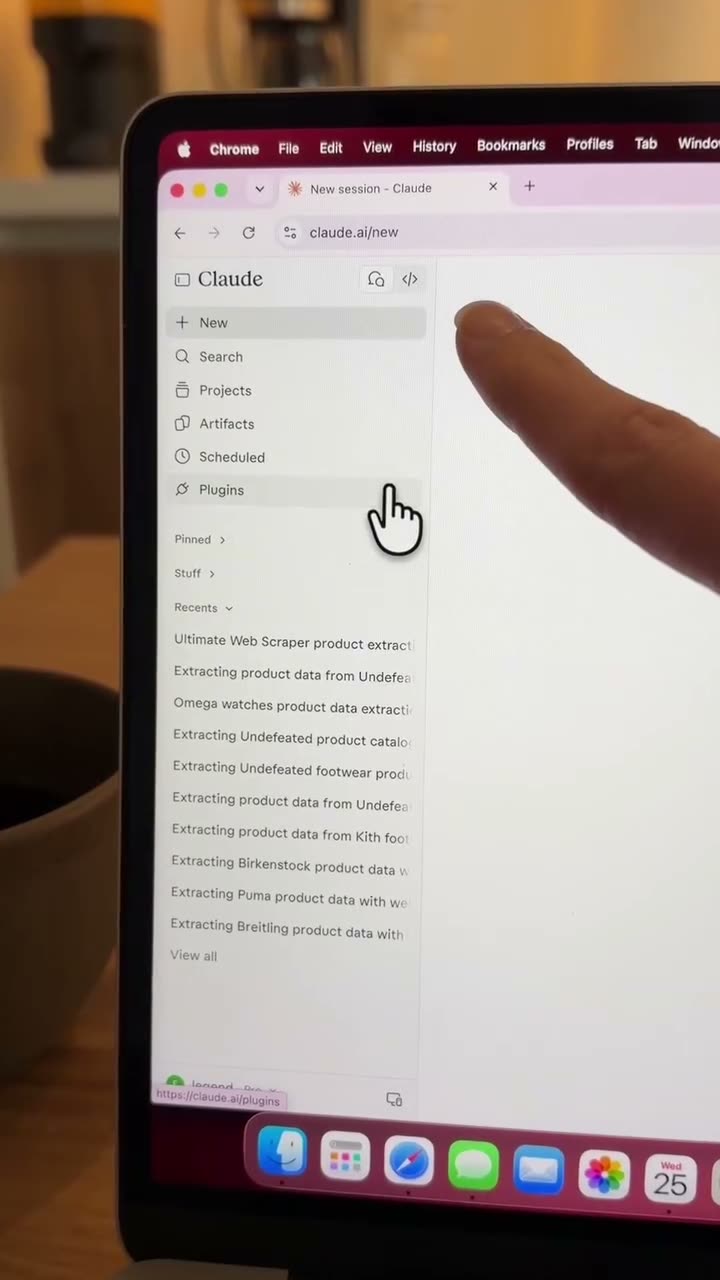 Chrome File Edit View History Bookmarks Profiles Tab Windo
New session - Claude
claude.ai/new
Claude
New
Search
Projects
Artifacts
Scheduled
Plugins
Pinned
Stuff
Recents
Ultimate Web Scraper product extract
Extracting product data from Undefea
Omega watches product data extracti
Extracting Undefeated product catalo
Extracting Undefeated footwear produ
Extracting product data from Undefea
Extracting product data from Kith foot
Extracting Birkenstock product data w
Extracting Puma product data with we
Extracting Breitling product data with
View all
legend
https://claude.ai/plugins
Wed
25